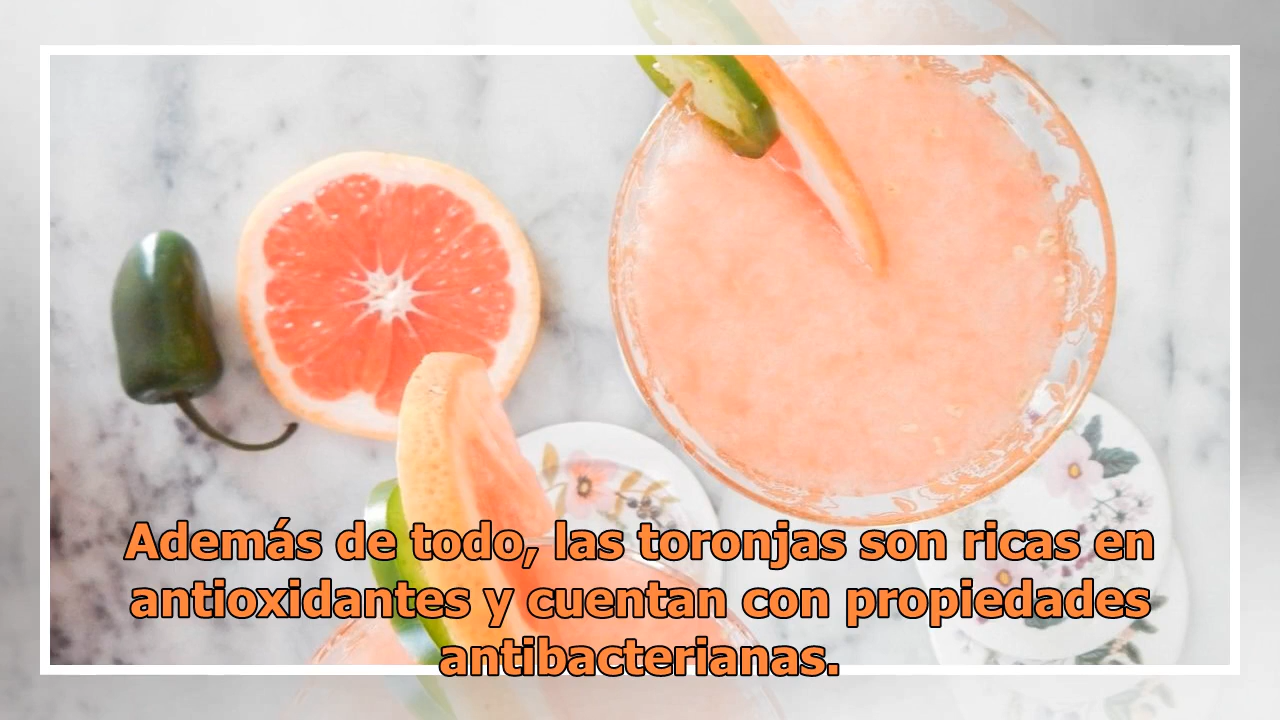 Además de todo, las toronjas son ricas en
antioxidantes y cuentan con propiedades
antibacterianas.